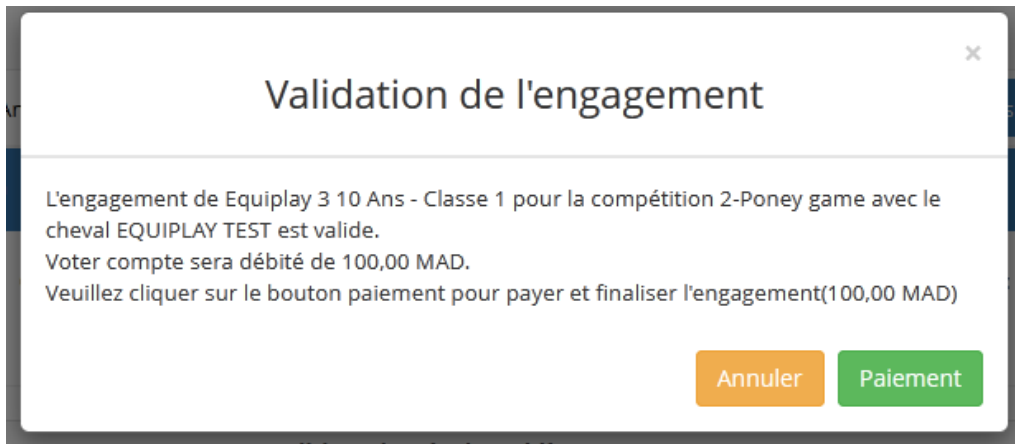 ×
Validation de l'engagement
L'engagement de Equiplay 3 10 Ans - Classe 1 pour la compétition 2-Poney game avec le
cheval EQUIPLAY TEST est valide.
Voter compte sera débité de 100,00 MAD.
Veuillez cliquer sur le bouton paiement pour payer et finaliser l'engagement(100,00 MAD)
Annuler Paiement